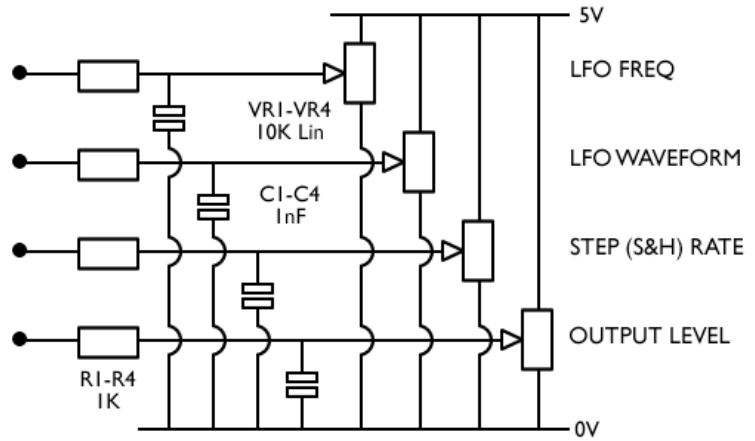 5V
LFO FREQ
VR1-VR4
10K Lin
LFO WAVEFORM
C1-C4
1nF
STEP (S&H) RATE
OUTPUT LEVEL
R1-R4
1K
0V